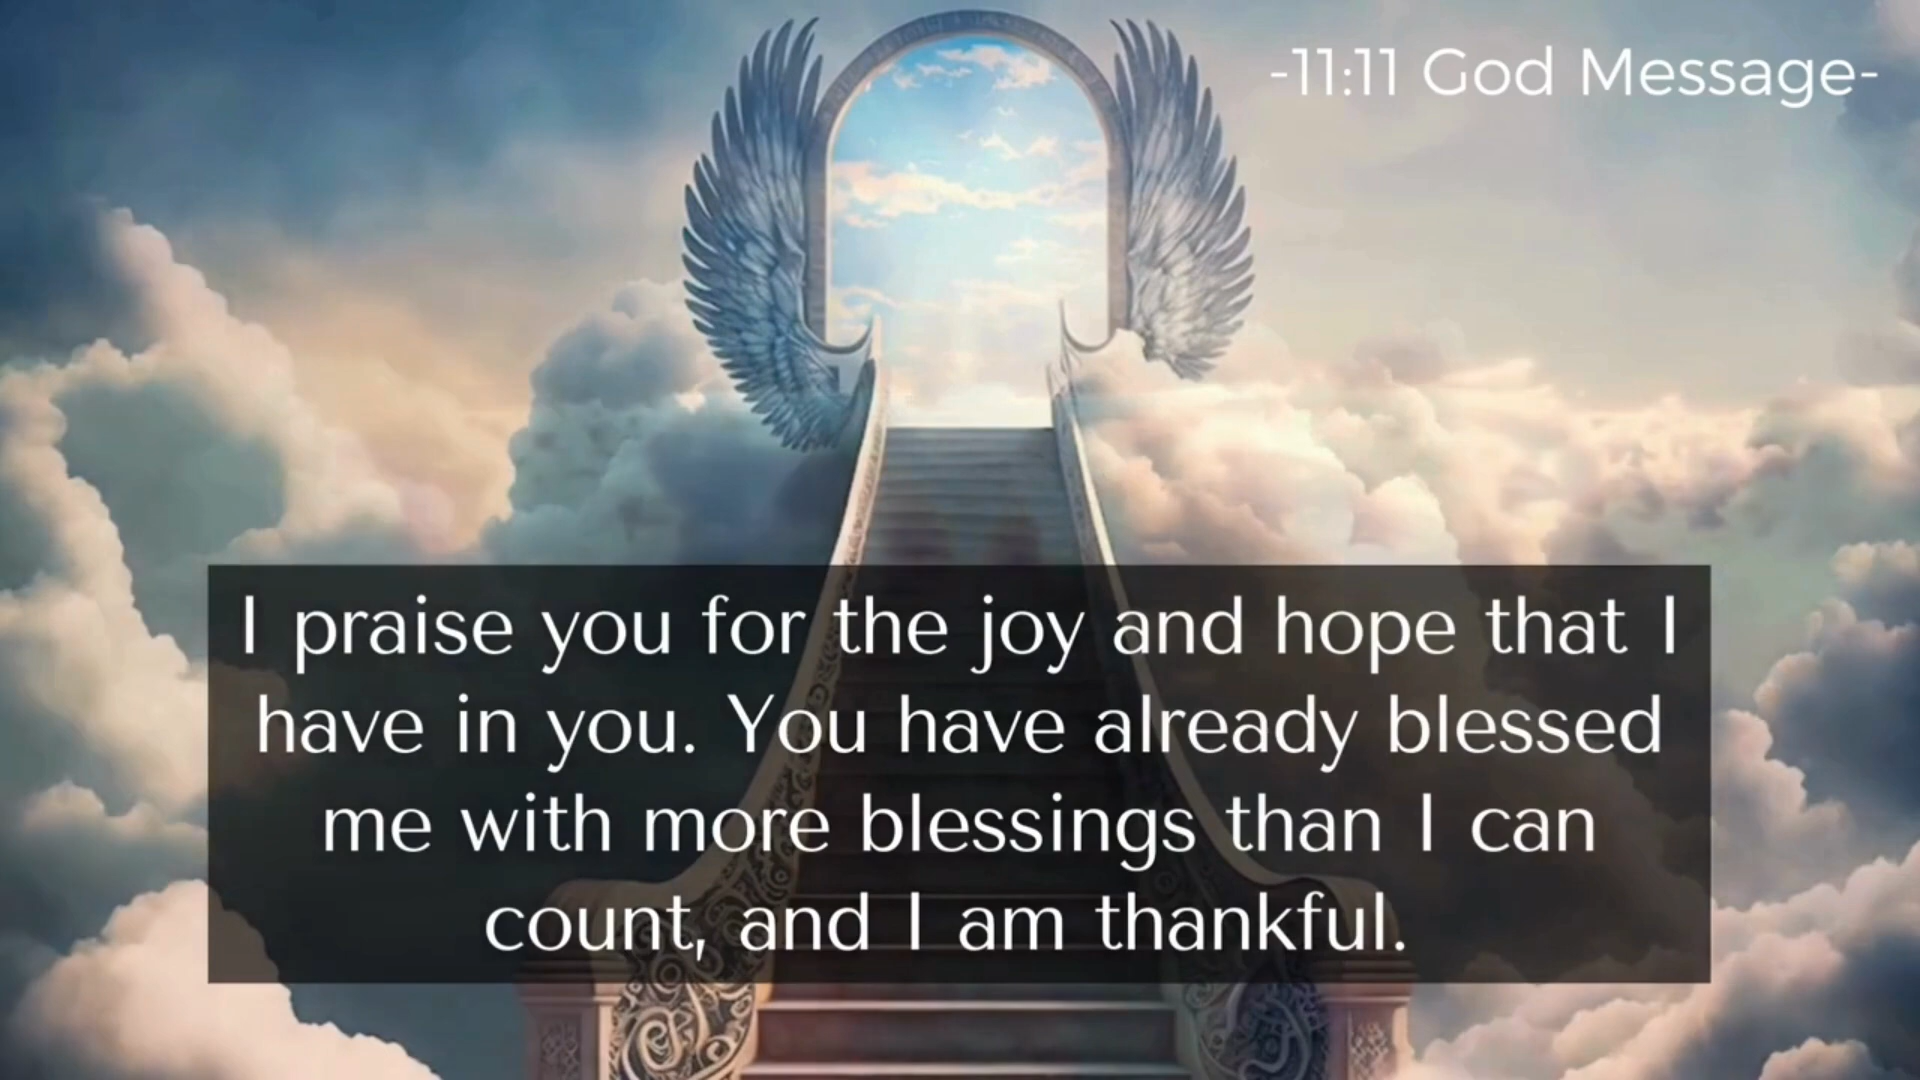 -11:11 God Message-
I praise you for the joy and hope that I
have in you. You have already blessed
me with more blessings than I can
count, and I am thankful.